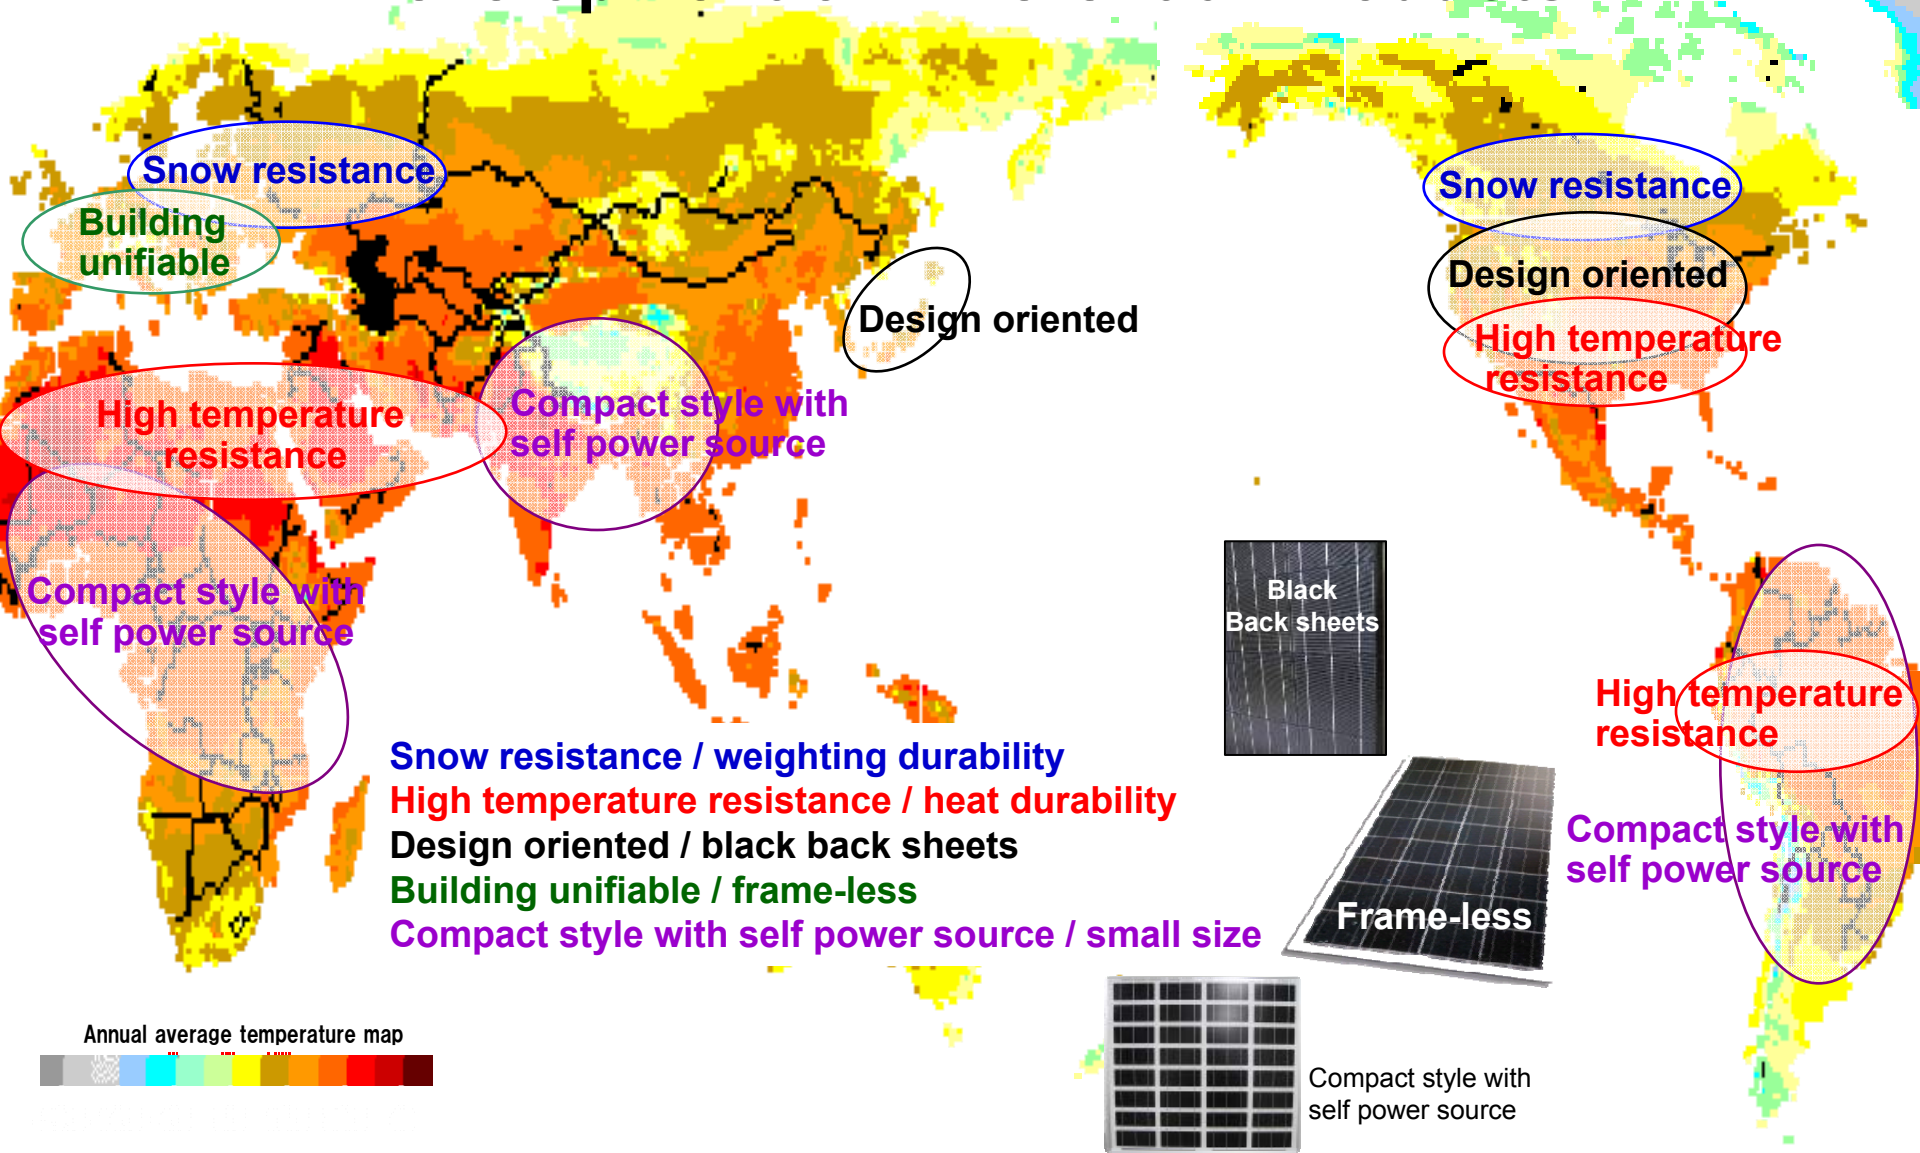 Snow resistance
Building
unifiable
High temperature
resistance
Compact style with
self power source
Compact style with
self power source
Design oriented
Snow resistance
Design oriented
High temperature
resistance
Black
Back sheets
High temperature
resistance
Compact style with
self power source
Snow resistance / weighting durability
High temperature resistance / heat durability
Design oriented / black back sheets
Building unifiable / frame-less
Compact style with self power source / small size
Frame-less
Annual average temperature map
Compact style with
self power source